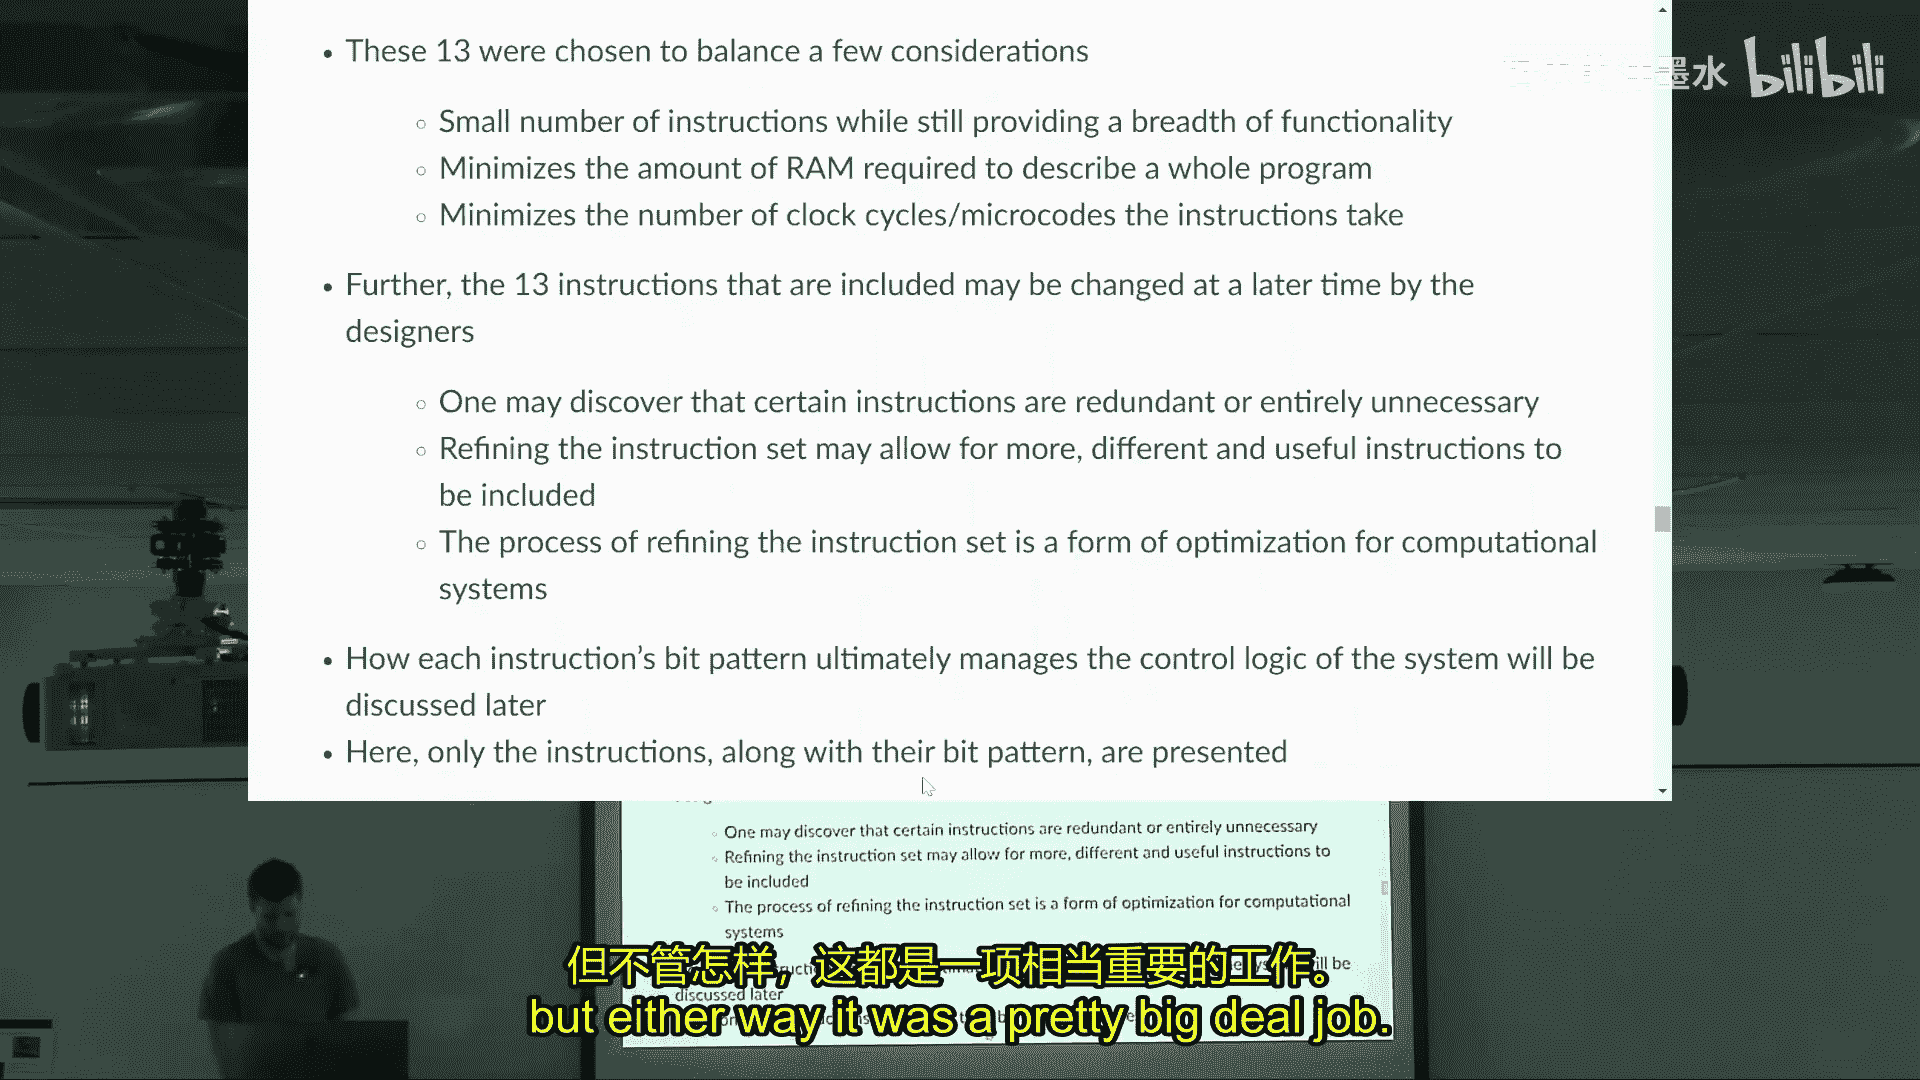 • These 13 were chosen to balance a few considerations
◦ Small number of instructions while still providing a breadth of functionality
◦ Minimizes the amount of RAM required to describe a whole program
◦ Minimizes the number of clock cycles/microcodes the instructions take
• Further, the 13 instructions that are included may be changed at a later time by the
designers
◦ One may discover that certain instructions are redundant or entirely unnecessary
◦ Refining the instruction set may allow for more, different and useful instructions to
be included
◦ The process of refining the instruction set is a form of optimization for computational
systems
• How each instruction's bit pattern ultimately manages the control logic of the system will be
discussed later
• Here, only the instructions, along with their bit pattern, are presented
墨水 bilibili
◦ One may discover that certain instructions are redundant or entirely unnecessary
◦ Refining the instruction set may allow for more, different and useful instructions to
be included
◦ The process of refining the instruction set is a form of optimization for computational
systems
will be
discussed later
但不管怎样，这都是一项相当重要的工作。
but either way it was a pretty big deal job.